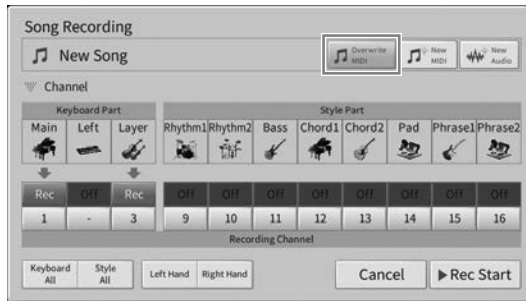 Song Recording
New Song
Overwrite MIDI
New MIDI
New Audio
Channel
Keyboard Part
Style Part
Main Left Layer Rhythm1 Rhythm2 Bass Chord1 Chord2 Pad Phrase1 Phrase2
Rec Off Rec Off Off Off Off Off Off Off Off
1 - 3 9 10 11 12 13 14 15 16
Recording Channel
Keyboard All
Style All
Left Hand
Right Hand
Cancel
Rec Start